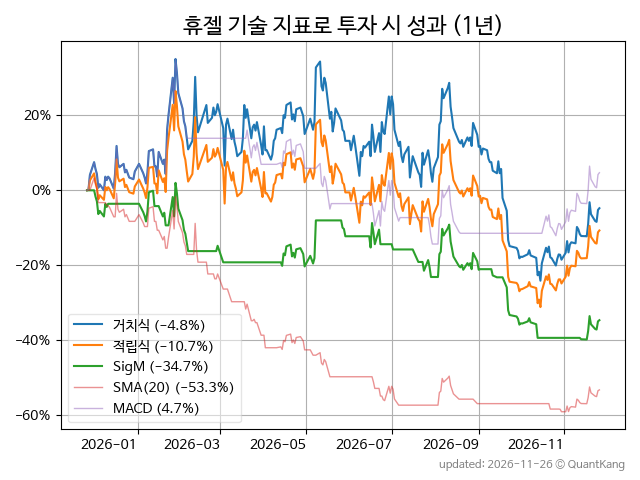 휴젤 기술 지표로 투자 시 성과 (1년)
20%
0%
−20%
−40%
−60%
거치식 (−4.8%)
적립식 (−10.7%)
SigM (−34.7%)
SMA(20) (−53.3%)
MACD (4.7%)
2026-01
2026-03
2026-05
2026-07
2026-09
2026-11
updated: 2026-11-26 © QuantKang